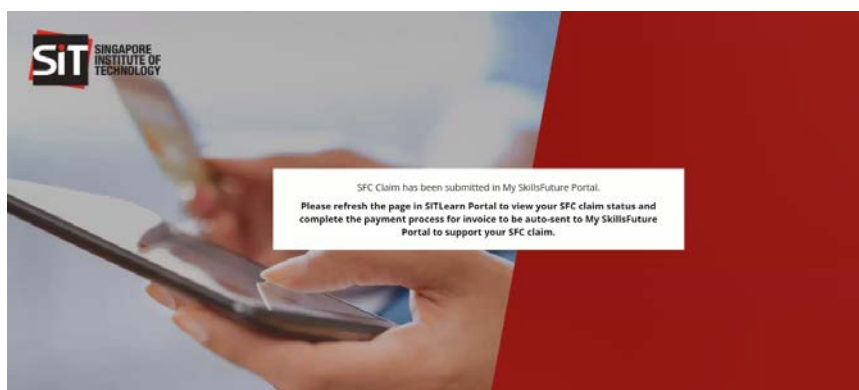 SiT SINGAPORE
INSTITUTE OF
TECHNOLOGY
SFC Claim has been submitted in My SkillsFuture Portal.
Please refresh the page in SITLearn Portal to view your SFC claim status and
complete the payment process for invoice to be auto-sent to My SkillsFuture
Portal to support your SFC claim.